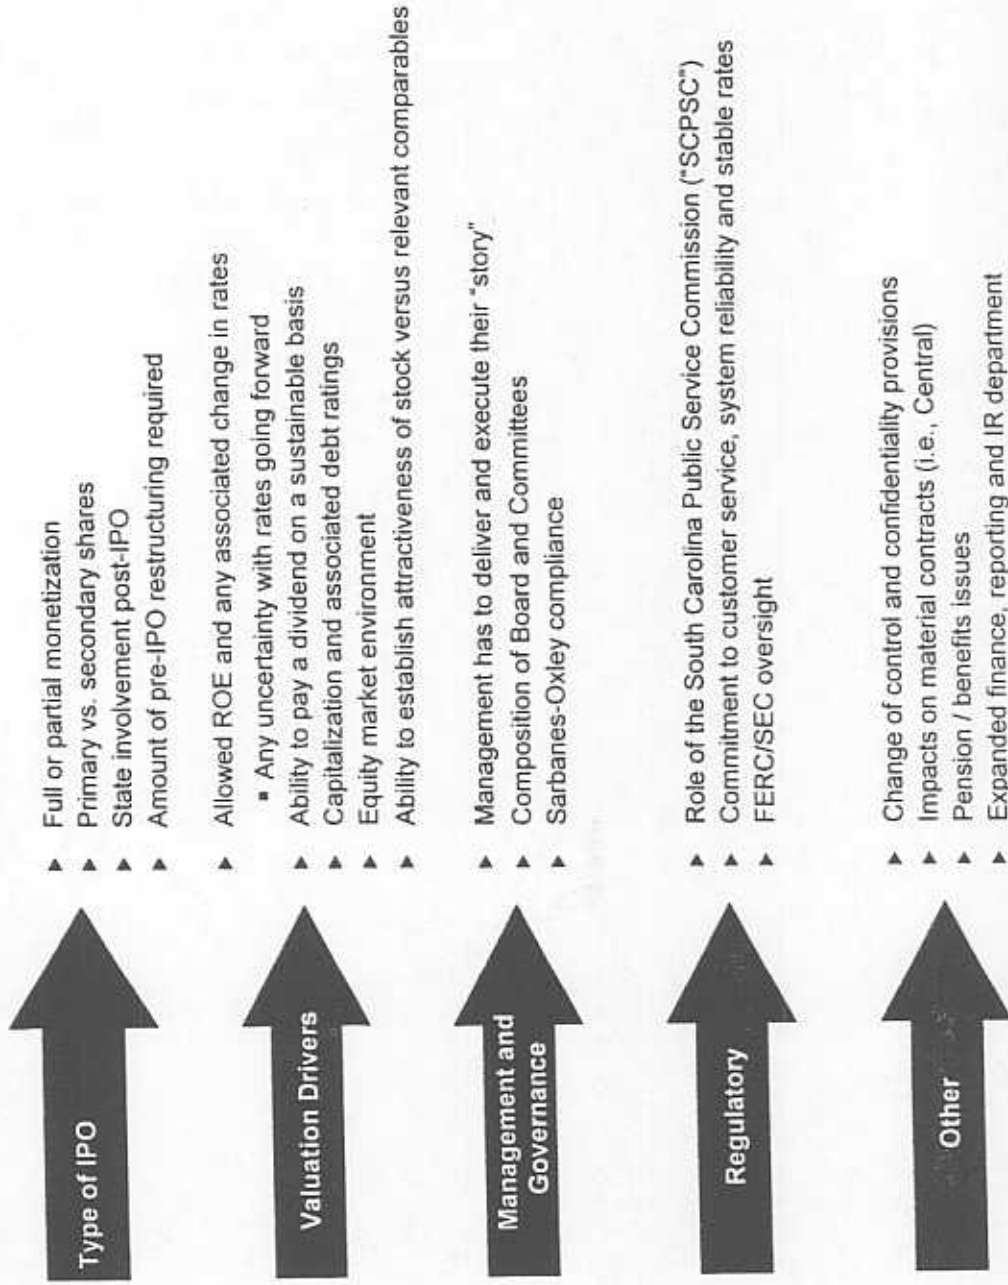 Type of IPO
Full or partial monetization
Primary vs. secondary shares
State involvement post-IPO
Amount of pre-IPO restructuring required
Valuation Drivers
Allowed ROE and any associated change in rates
Any uncertainty with rates going forward
Ability to pay a dividend on a sustainable basis
Capitalization and associated debt ratings
Equity market environment
Ability to establish attractiveness of stock versus relevant comparables
Management and
Governance
Management has to deliver and execute their "story"
Composition of Board and Committees
Sarbanes-Oxley compliance
Regulatory
Role of the South Carolina Public Service Commission ("SCPSC")
Commitment to customer service, system reliability and stable rates
FERC/SEC oversight
Other
Change of control and confidentiality provisions
Impacts on material contracts (i.e., Central)
Pension / benefits issues
Expanded finance, reporting and IR department